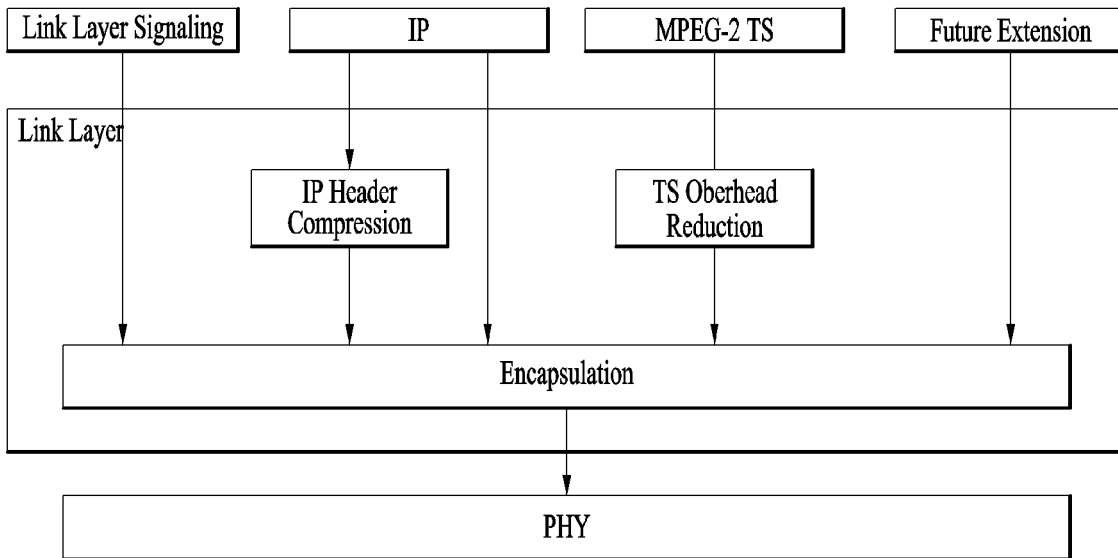 Link Layer Signaling
IP
MPEG-2 TS
Future Extension
Link Layer
IP Header
Compression
TS Oberhead
Reduction
Encapsulation
PHY